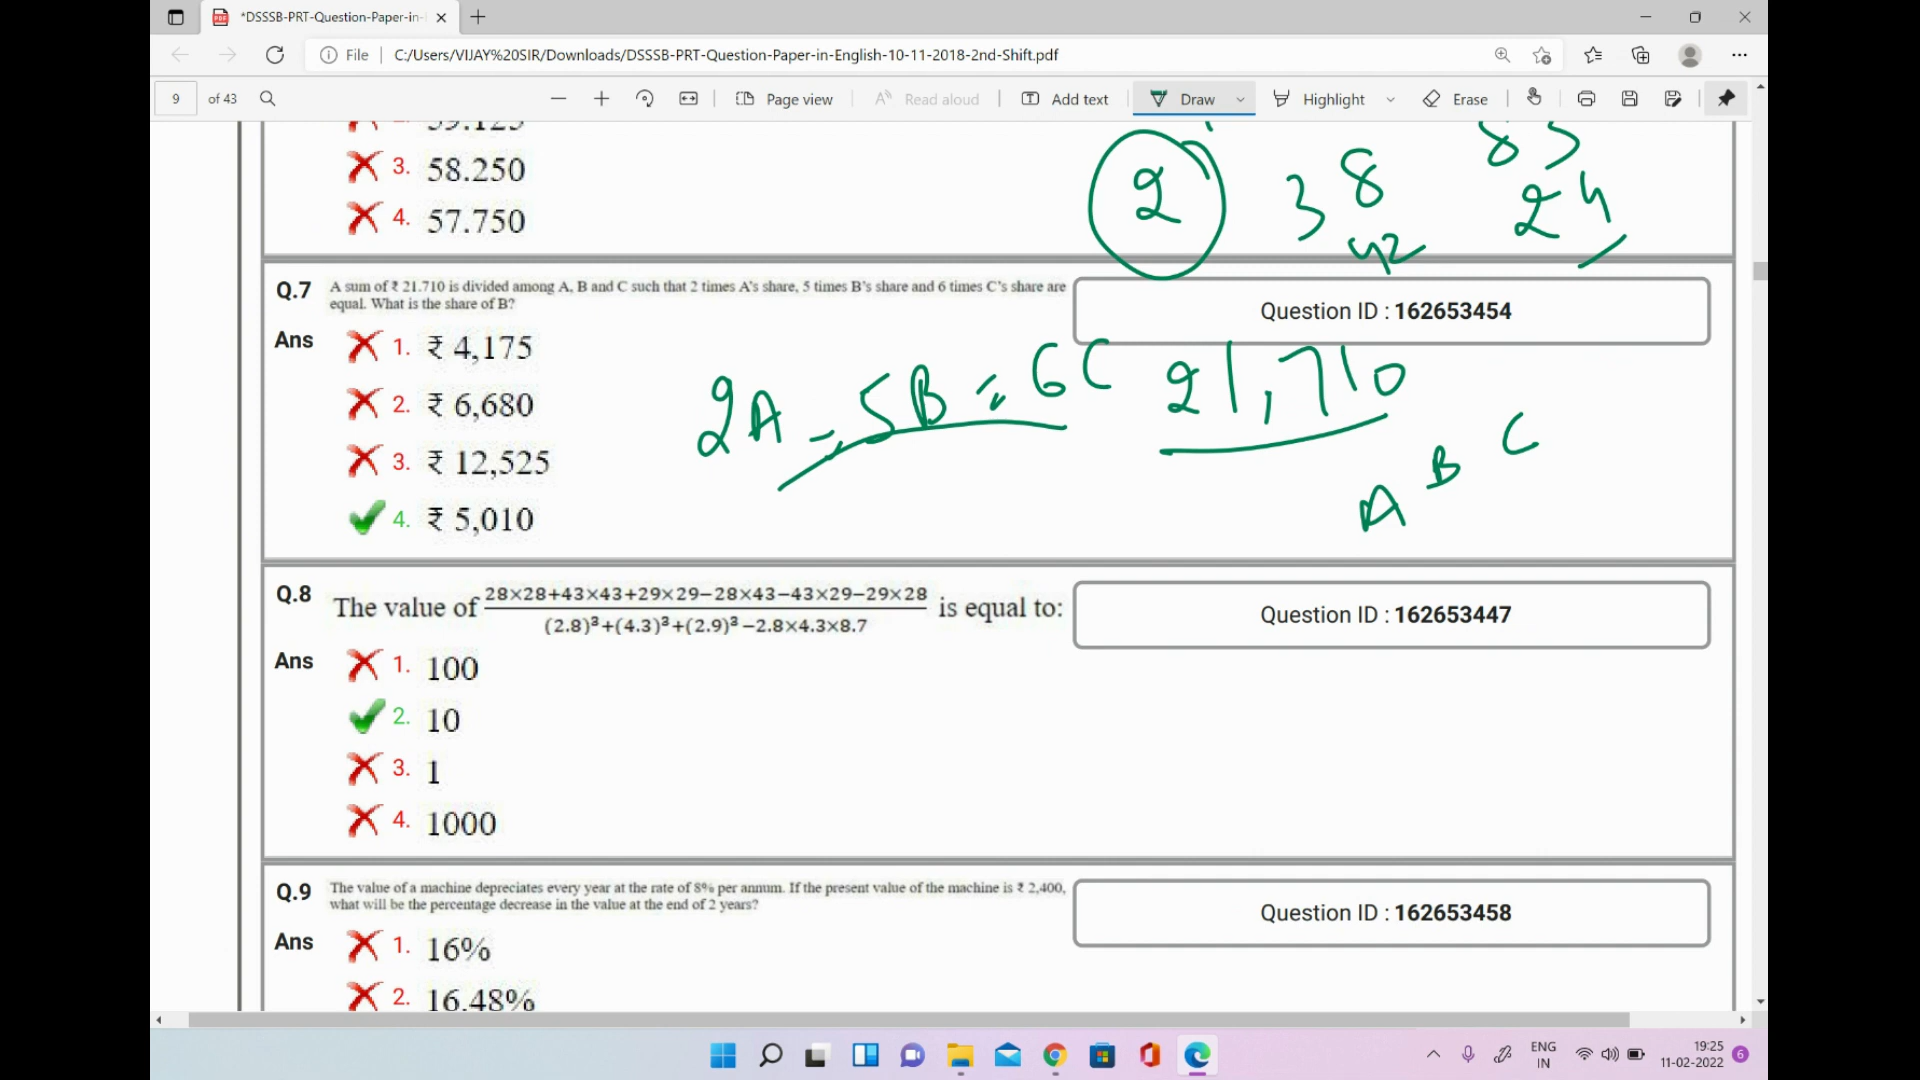 *DSSSB-PRT-Question-Paper-in-
File C:/Users/VIJAY%20SIR/Downloads/DSSSB-PRT-Question-Paper-in-English-10-11-2018-2nd-Shift.pdf
9 of 43 Page view Read aloud Add text Draw Highlight Erase
59.125
3. 58.250
4. 57.750
2 3 8 42 8 5 2 4
Q.7 A sum of ₹ 21.710 is divided among A, B and C such that 2 times A's share, 5 times B's share and 6 times C's share are
equal. What is the share of B?
Question ID : 162653454
Ans 1. ₹ 4,175
2. ₹ 6,680
3. ₹ 12,525
4. ₹ 5,010
2A = 5B = 6C 21,710
A B C
Q.8 The value of 28×28+43×43+29×29−28×43−43×29−29×28
(2.8)³+(4.3)³+(2.9)³−2.8×4.3×8.7 is equal to:
Question ID : 162653447
Ans 1. 100
2. 10
3. 1
4. 1000
Q.9 The value of a machine depreciates every year at the rate of 8% per annum. If the present value of the machine is ₹ 2,400,
what will be the percentage decrease in the value at the end of 2 years?
Question ID : 162653458
Ans 1. 16%
2. 16.48%
ENG
IN
19:25
11-02-2022
6